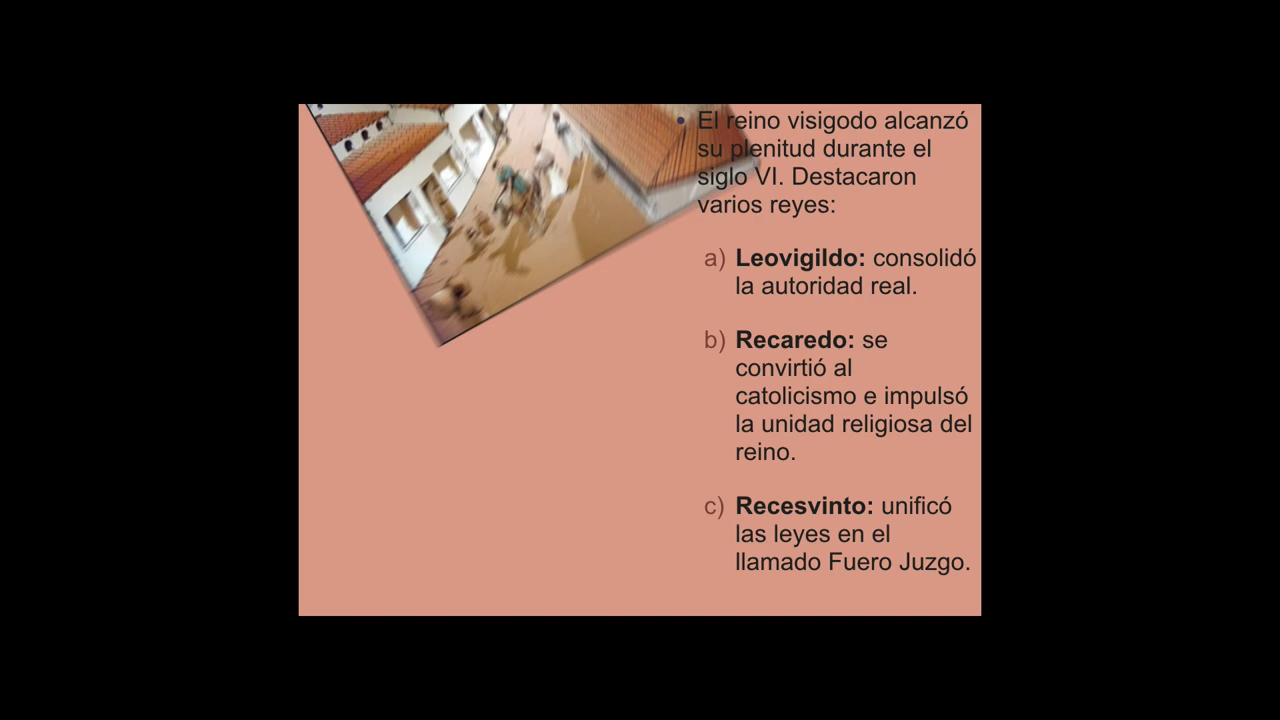 • El reino visigodo alcanzó
su plenitud durante el
siglo VI. Destacaron
varios reyes:
a) Leovigildo: consolidó
la autoridad real.
b) Recaredo: se
convirtió al
catolicismo e impulsó
la unidad religiosa del
reino.
c) Recesvinto: unificó
las leyes en el
llamado Fuero Juzgo.